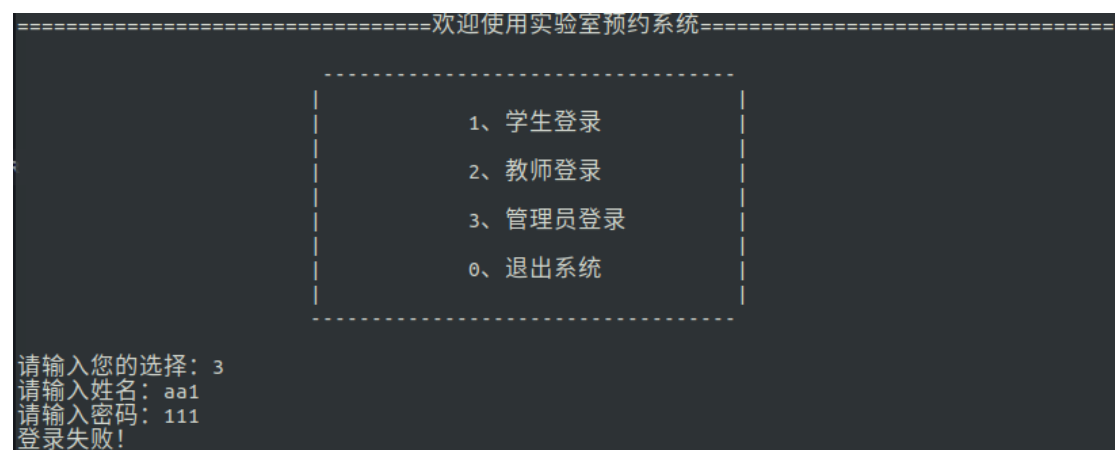 ==================================欢迎使用实验室预约系统==================================
----------------------------------
1、学生登录
2、教师登录
3、管理员登录
0、退出系统
-----------------------------------
请输入您的选择：3
请输入姓名：aa1
请输入密码：111
登录失败！